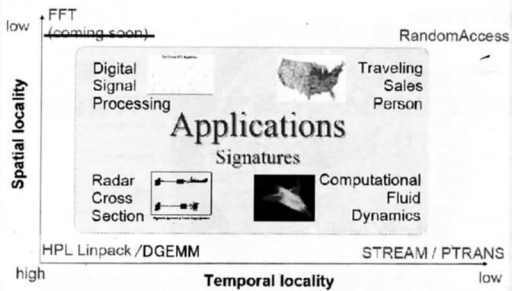 FFT
(coming soon)
low
RandomAccess
Digital
Signal
Processing
Traveling
Sales
Person
Applications
Signatures
Radar
Cross
Section
Computational
Fluid
Dynamics
Spatial locality
HPL Linpack / DGEMM
STREAM / PTRANS
high
Temporal locality
low